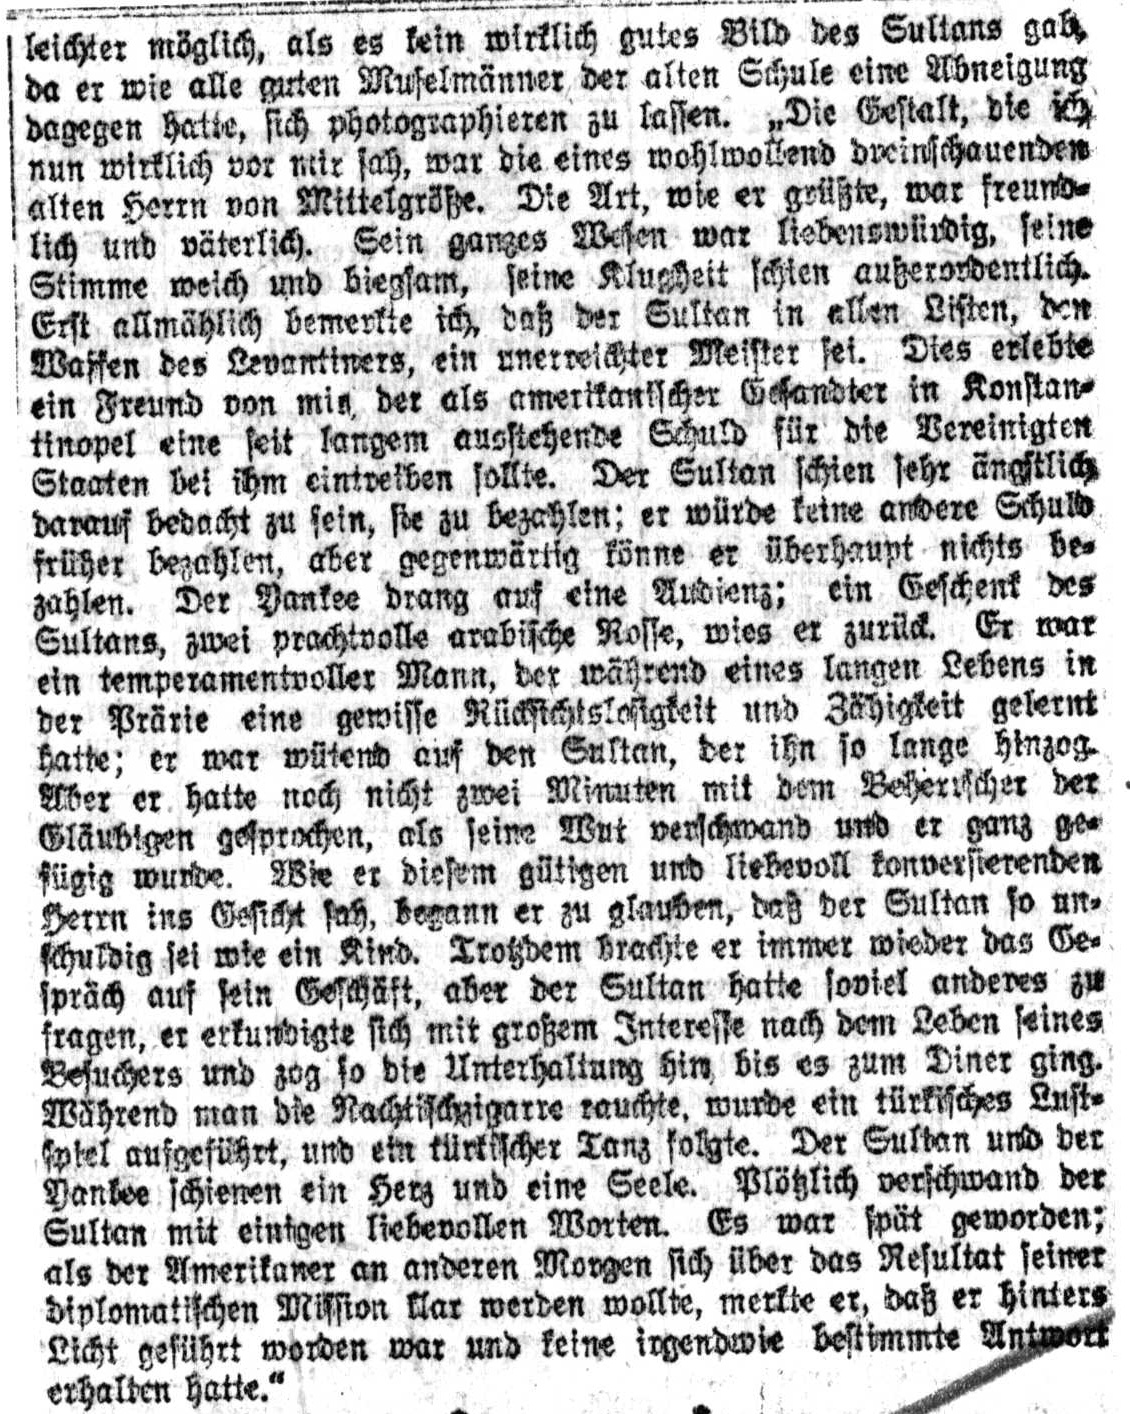 leichter möglich, als es kein wirklich gutes Bild des Sultans gab,
da er wie alle guten Muselmänner der alten Schule eine Abneigung
dagegen hatte, sich photographieren zu lassen. „Die Gestalt, die ich
nun wirklich vor mir sah, war die eines wohlwollend dreinschauenden
alten Herrn von Mittelgröße. Die Art, wie er grüßte, war freund-
lich und väterlich. Sein ganzes Wesen war liebenswürdig, seine
Stimme weich und biegsam, seine Klugheit schien außerordentlich.
Erst allmählich bemerkte ich, daß der Sultan in allen Listen, den
Waffen des Levantiners, ein unerreichter Meister sei. Dies erlebte
ein Freund von mir, der als amerikanischer Gesandter in Konstan-
tinopel eine seit langem ausstehende Schuld für die Vereinigten
Staaten bei ihm eintreiben sollte. Der Sultan schien sehr ängstlich
darauf bedacht zu sein, sie zu bezahlen; er würde keine andere Schuld
früher bezahlen, aber gegenwärtig könne er überhaupt nichts be-
zahlen. Der Yankee drang auf eine Audienz; ein Geschenk des
Sultans, zwei prachtvolle arabische Rosse, wies er zurück. Er war
ein temperamentvoller Mann, der während eines langen Lebens in
der Prärie eine gewisse Rücksichtslosigkeit und Zähigkeit gelernt
hatte; er war wütend auf den Sultan, der ihn so lange hinzog.
Aber er hatte noch nicht zwei Minuten mit dem Beherrscher der
Gläubigen gesprochen, als seine Wut verschwand und er ganz ge-
fügig wurde. Wie er diesem gütigen und liebevoll konversierenden
Herrn ins Gesicht sah, begann er zu glauben, daß der Sultan so un-
schuldig sei wie ein Kind. Trotzdem brachte er immer wieder das Ge-
spräch auf sein Geschäft, aber der Sultan hatte soviel anderes zu
fragen, er erkundigte sich mit großem Interesse nach dem Leben seines
Besuchers und zog so die Unterhaltung hin, bis es zum Diner ging.
Während man die Nachtischzigarre rauchte, wurde ein türkisches Lust-
spiel aufgeführt, und ein türkischer Tanz folgte. Der Sultan und der
Yankee schienen ein Herz und eine Seele. Plötzlich verschwand der
Sultan mit einigen liebevollen Worten. Es war spät geworden;
als der Amerikaner an anderen Morgen sich über das Resultat seiner
diplomatischen Mission klar werden wollte, merkte er, daß er hinters
Licht geführt worden war und keine irgendwie bestimmte Antwort
erhalten hatte.“